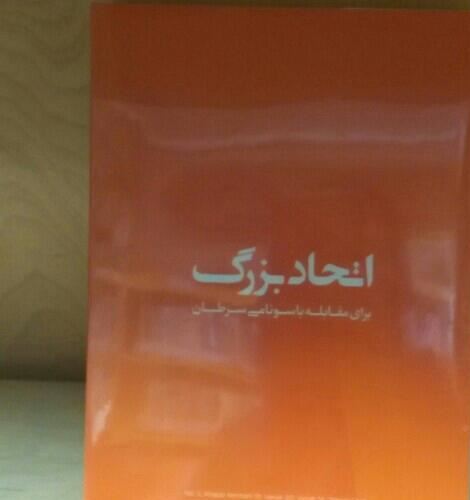 اتحاد بزرگ
برای مقابله با سونامی سرطان